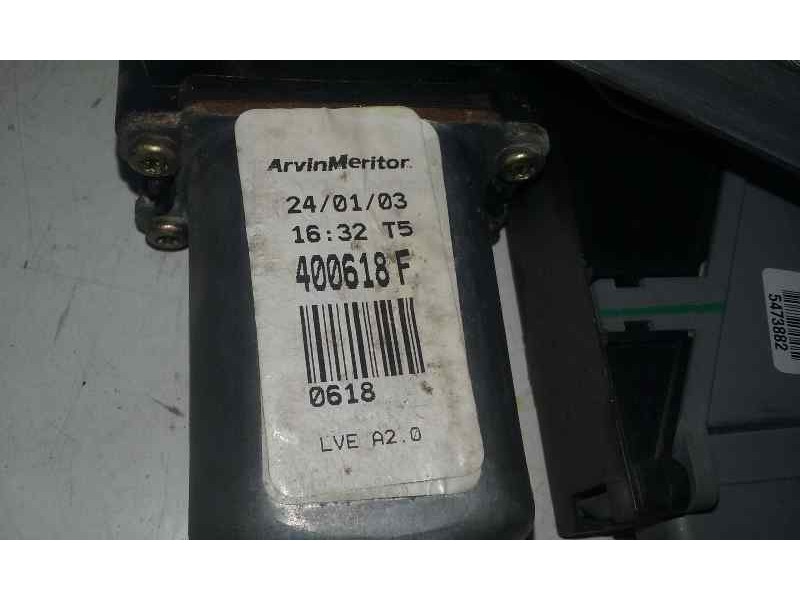 ArvinMeritor
24/01/03
16:32 T5
400618 F
0618
LVE A2.0
5473882